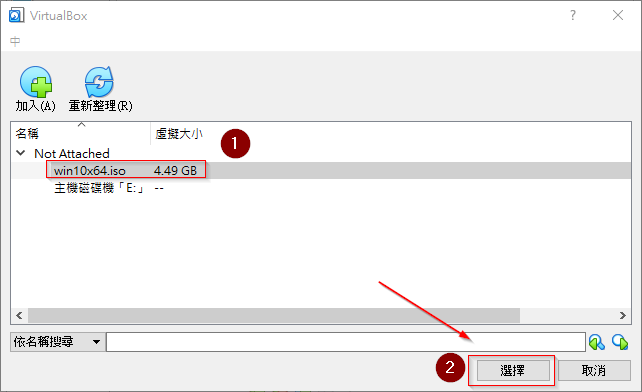 VirtualBox
?
中
加入(A) 重新整理(R)
名稱 虛擬大小
1
Not Attached
win10x64.iso 4.49 GB
主機磁碟機「E:」 --
依名稱搜尋
2 選擇 取消